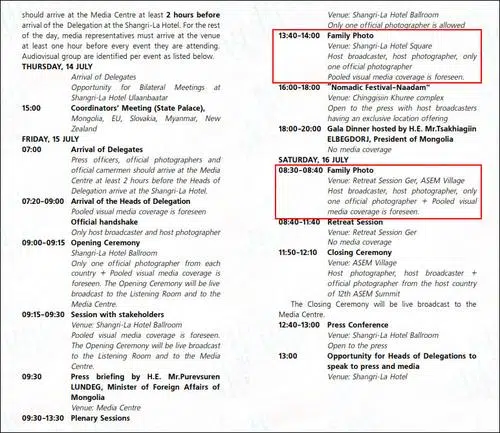 should arrive at the Media Centre at least 2 hours before
arrival of the Delegation at the Shangri-La Hotel. For the rest
of the day, media representatives must arrive at the venue
at least one hour before every event they are attending.
Audiovisual group are identified per event as listed below.
THURSDAY, 14 JULY
Arrival of Delegates
Opportunity for Bilateral Meetings at
Shangri-La Hotel Ulaanbaatar
15:00 Coordinators' Meeting (State Palace),
Mongolia, EU, Slovakia, Myanmar, New
Zealand
FRIDAY, 15 JULY
07:00 Arrival of Delegates
Press officers, official photographers and
official camermen should arrive at the Media
Centre at least 2 hours before the Heads of
Delegation arrive at the Shangri-La Hotel.
07:20–09:00 Arrival of the Heads of Delegation
Pooled visual media coverage is foreseen
Official handshake
Only host broadcaster and host photographer
09:00–09:15 Opening Ceremony
Shangri-La Hotel Ballroom
Only one official photographer from each
country + Pooled visual media coverage is
foreseen. The Opening Ceremony will be live
broadcast to the Listening Room and to the
Media Centre.
09:15–09:30 Session with stakeholders
Venue: Shangri-La Hotel Ballroom
Pooled visual media coverage is foreseen.
The Opening Ceremony will be live broadcast
to the Listening Room and to the Media
Centre.
09:30 Press briefing by H.E. Mr.Purevsuren
LUNDEG, Minister of Foreign Affairs of
Mongolia
Venue: Media Centre
09:30–13:30 Plenary Sessions
Venue: Shangri-La Hotel Ballroom
Only one official photographer is allowed
13:40–14:00 Family Photo
Venue: Shangri-La Hotel Square
Host broadcaster, host photographer, only
one official photographer
Pooled visual media coverage is foreseen.
16:00–18:00 "Nomadic Festival–Naadam"
Venue: Chinggisiin Khuree complex
Open to the press with host broadcasters
having an exclusive location offering
18:00–20:00 Gala Dinner hosted by H.E. Mr.Tsakhiagiin
ELBEGDORJ, President of Mongolia
No media coverage
SATURDAY, 16 JULY
08:30–08:40 Family Photo
Venue: Retreat Session Ger, ASEM Village
Host broadcaster, host photographer, only
one official photographer + Pooled visual
media coverage is foreseen.
08:40–11:40 Retreat Session
Venue: Retreat Session Ger
No media coverage
11:50–12:10 Closing Ceremony
Venue: ASEM Village
Host photographer, host broadcaster +
official photographer from the host country
of 12th ASEM Summit
The Closing Ceremony will be live broadcast to the
Media Centre.
12:40–13:00 Press Conference
Venue: Shangri-La Hotel Ballroom
Open to the press
13:00 Opportunity for Heads of Delegations to
speak to press and media
Venue: Shangri-La Hotel